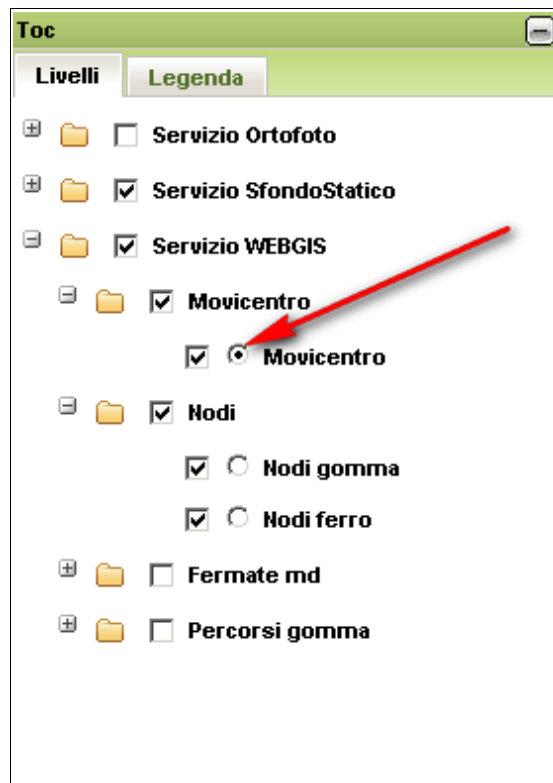 Toc
Livelli Legenda
Servizio Ortofoto
Servizio SfondoStatico
Servizio WEBGIS
Movicentro
Movicentro
Nodi
Nodi gomma
Nodi ferro
Fermate md
Percorsi gomma